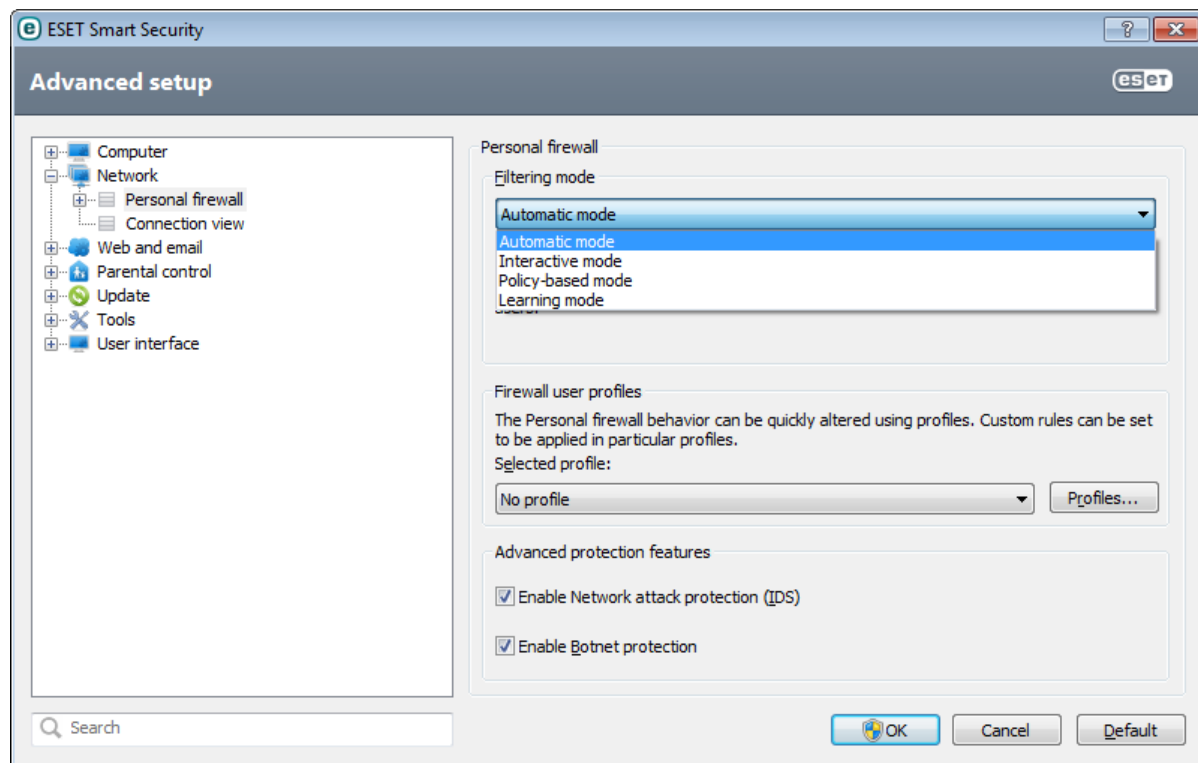 ESET Smart Security
Advanced setup
eseT
Computer
Network
Personal firewall
Connection view
Web and email
Parental control
Update
Tools
User interface
Search
Personal firewall
Filtering mode
Automatic mode
Automatic mode
Interactive mode
Policy-based mode
Learning mode
users.
Firewall user profiles
The Personal firewall behavior can be quickly altered using profiles. Custom rules can be set
to be applied in particular profiles.
Selected profile:
No profile
Profiles...
Advanced protection features
Enable Network attack protection (IDS)
Enable Botnet protection
OK
Cancel
Default